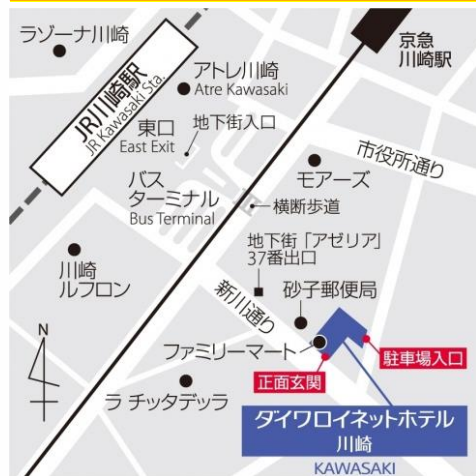 ラゾーナ川崎
京急
川崎駅
JR川崎駅
JR Kawasaki Sta.
アトレ川崎
Atre Kawasaki
東口
East Exit
地下街入口
市役所通り
バス
ターミナル
Bus Terminal
モアーズ
横断歩道
地下街「アゼリア」
37番出口
川崎
ルフロン
新川通り
砂子郵便局
N
ファミリーマート
駐車場入口
正面玄関
ラ チッタデッラ
ダイワロイネットホテル
川崎
KAWASAKI